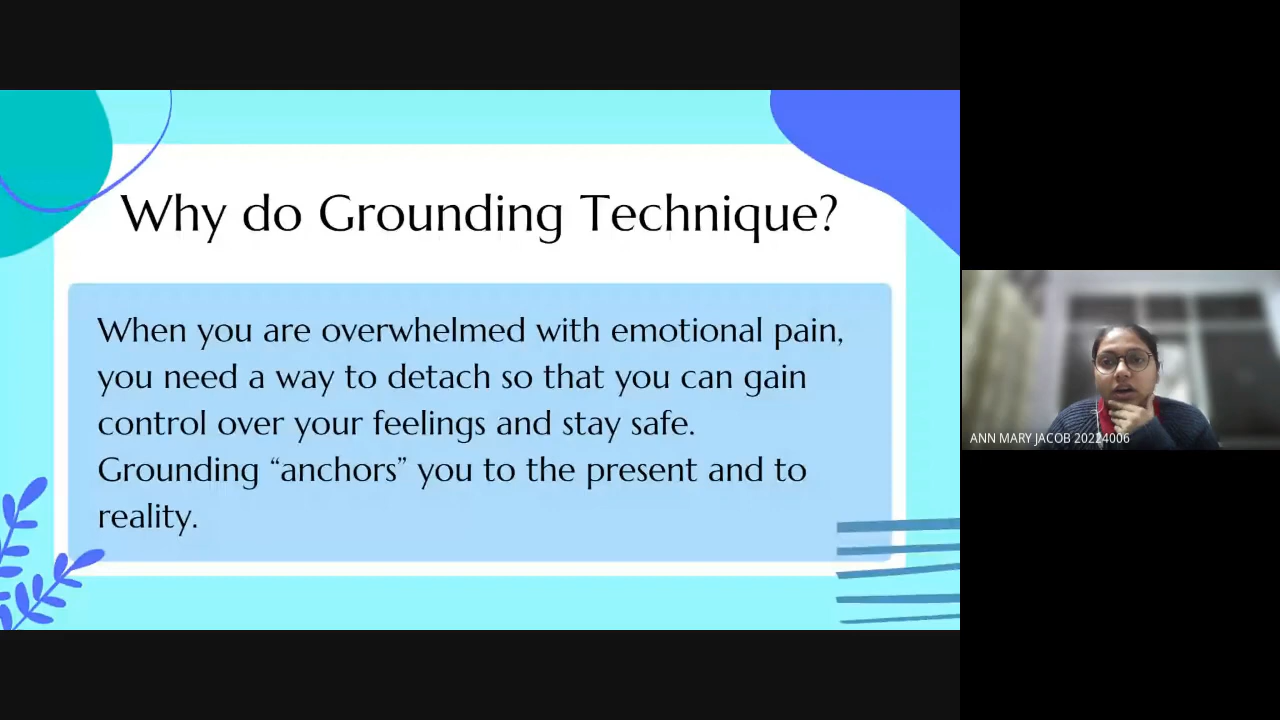 Why do Grounding Technique?
When you are overwhelmed with emotional pain,
you need a way to detach so that you can gain
control over your feelings and stay safe.
Grounding “anchors” you to the present and to
reality.
ANN MARY JACOB 20224006